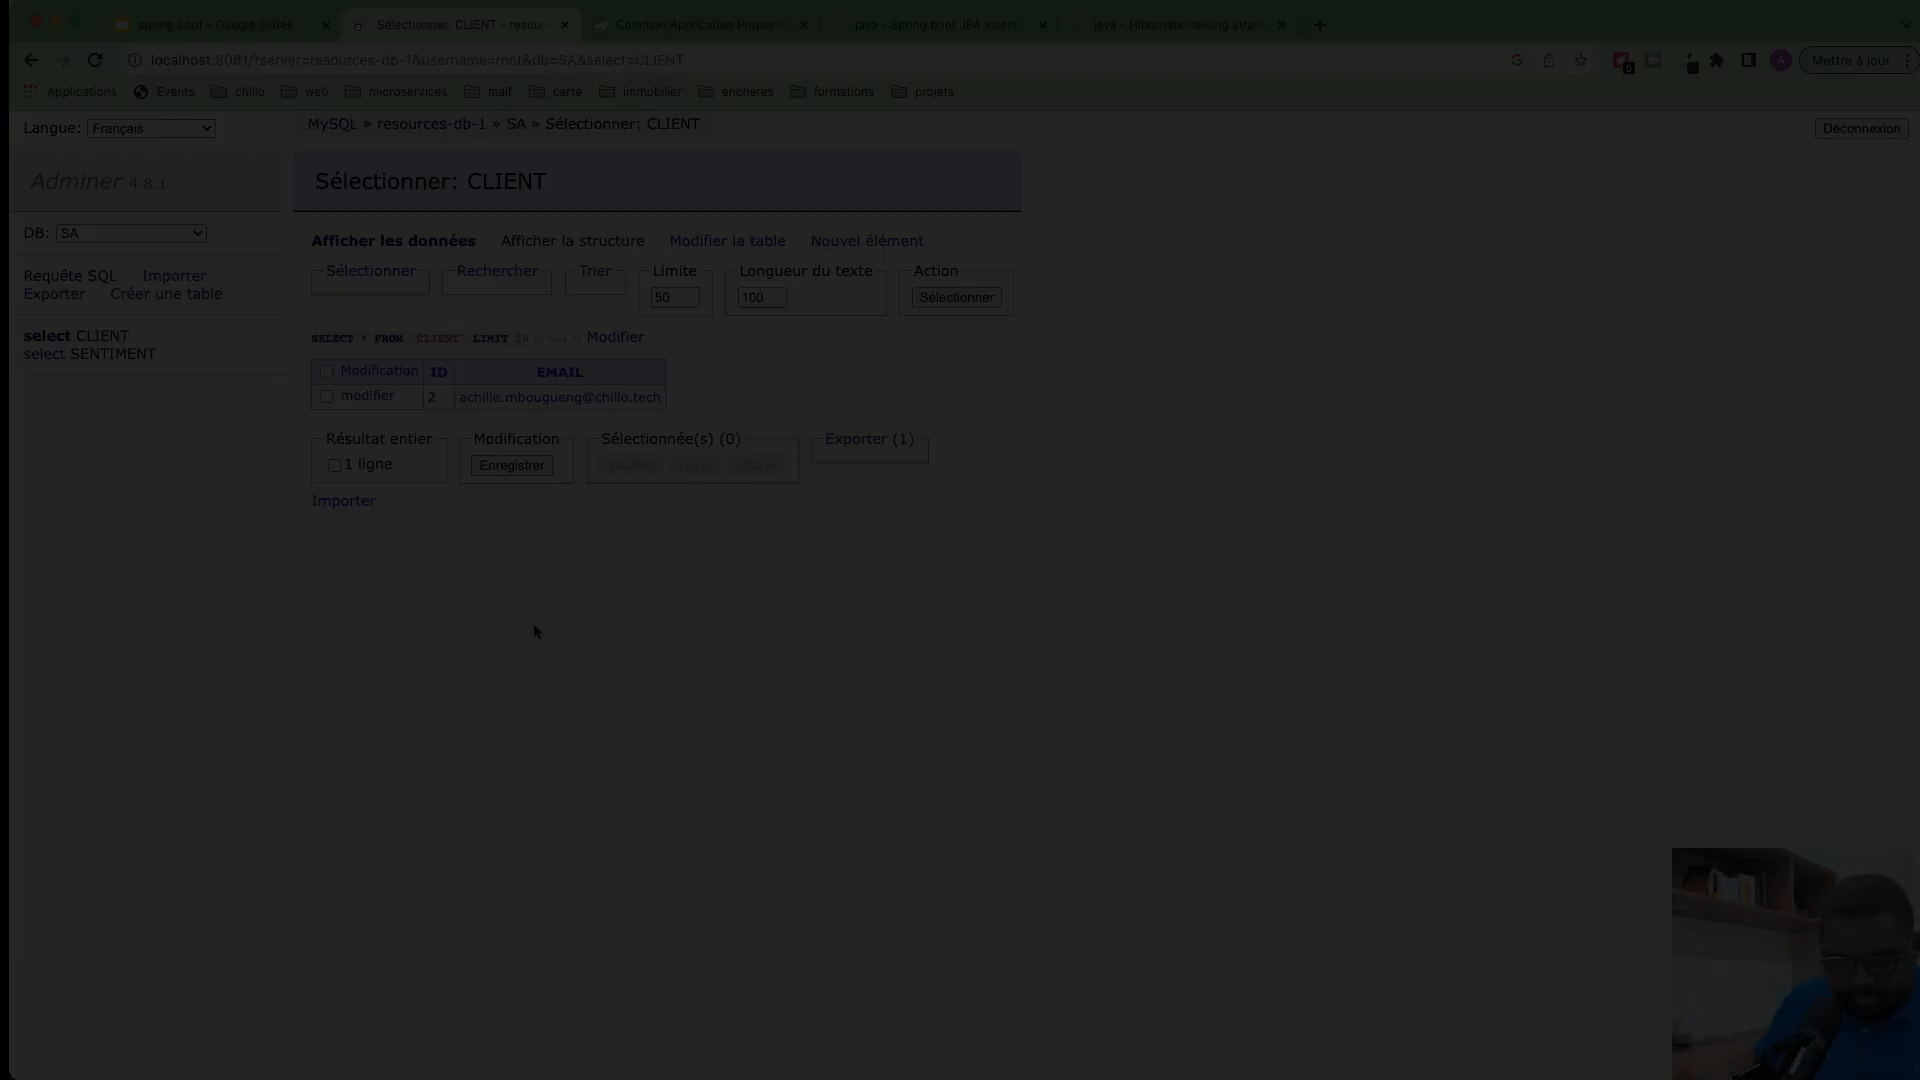 spring boot - Google Slides
Sélectionner: CLIENT - resou
Common Application Propert
java - Spring boot JPA insert
java - Hibernate naming strat
localhost:8081/?server=resources-db-1&username=root&db=SA&select=CLIENT
G
0
A
Mettre à jour
Applications
Events
chillo
web
microservices
malf
carte
immobilier
encheres
formations
projets
Langue: Français
MySQL » resources-db-1 » SA » Sélectionner: CLIENT
Déconnexion
Adminer 4.8.1
Sélectionner: CLIENT
DB: SA
Requête SQL Importer
Exporter Créer une table
select CLIENT
select SENTIMENT
Afficher les données Afficher la structure Modifier la table Nouvel élément
Sélectionner Rechercher Trier Limite Longueur du texte Action
50 100 Sélectionner
SELECT * FROM `CLIENT` LIMIT 50 Modifier
Modification ID EMAIL
modifier 2 achille.mbougueng@chillo.tech
Résultat entier Modification Sélectionnée(s) (0) Exporter (1)
1 ligne Enregistrer
Importer